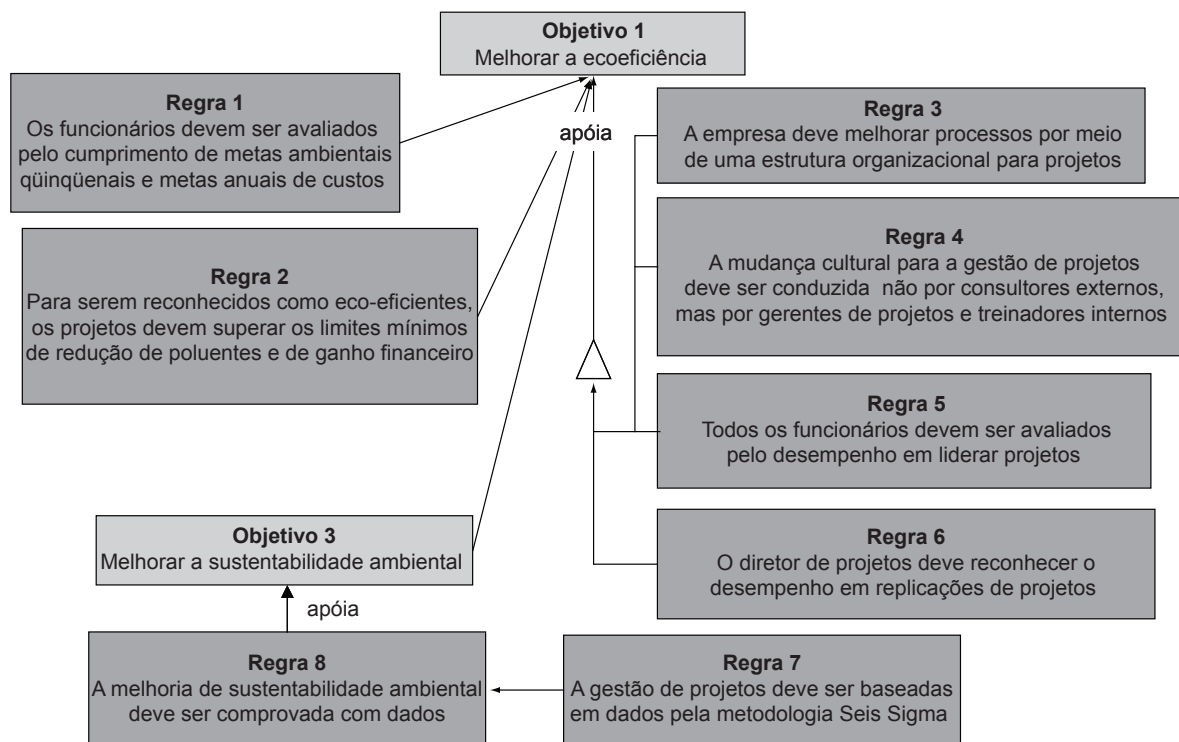 Objetivo 1
Melhorar a ecoeficiência
Regra 1
Os funcionários devem ser avaliados
pelo cumprimento de metas ambientais
qüinqüenais e metas anuais de custos
apóia
Regra 3
A empresa deve melhorar processos por meio
de uma estrutura organizacional para projetos
Regra 2
Para serem reconhecidos como eco-eficientes,
os projetos devem superar os limites mínimos
de redução de poluentes e de ganho financeiro
Regra 4
A mudança cultural para a gestão de projetos
deve ser conduzida não por consultores externos,
mas por gerentes de projetos e treinadores internos
Regra 5
Todos os funcionários devem ser avaliados
pelo desempenho em liderar projetos
Objetivo 3
Melhorar a sustentabilidade ambiental
Regra 6
O diretor de projetos deve reconhecer o
desempenho em replicações de projetos
apóia
Regra 8
A melhoria de sustentabilidade ambiental
deve ser comprovada com dados
Regra 7
A gestão de projetos deve ser baseadas
em dados pela metodologia Seis Sigma